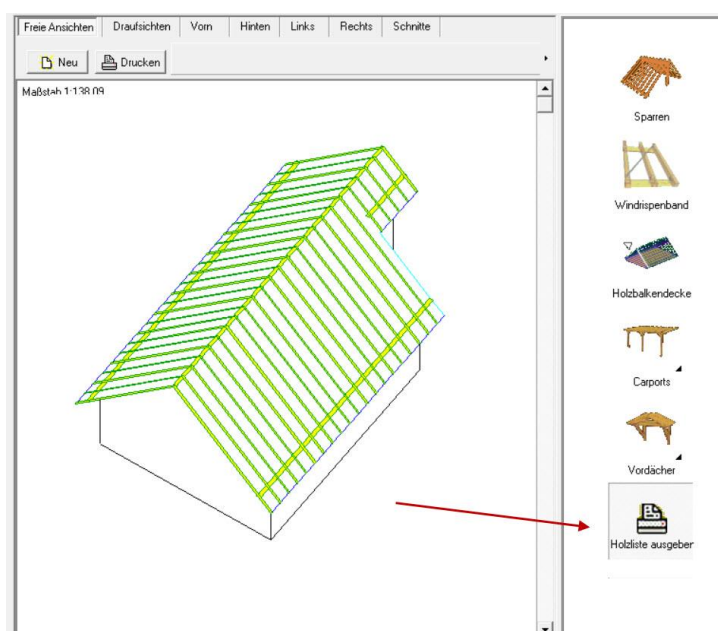 Freie Ansichten Draufsichten Vorn Hinten Links Rechts Schnitte
Neu Drucken
Maßstab 1:138.09
Sparren
Windrispenband
Holzbalkendecke
Carports
Vordächer
Holzliste ausgeben